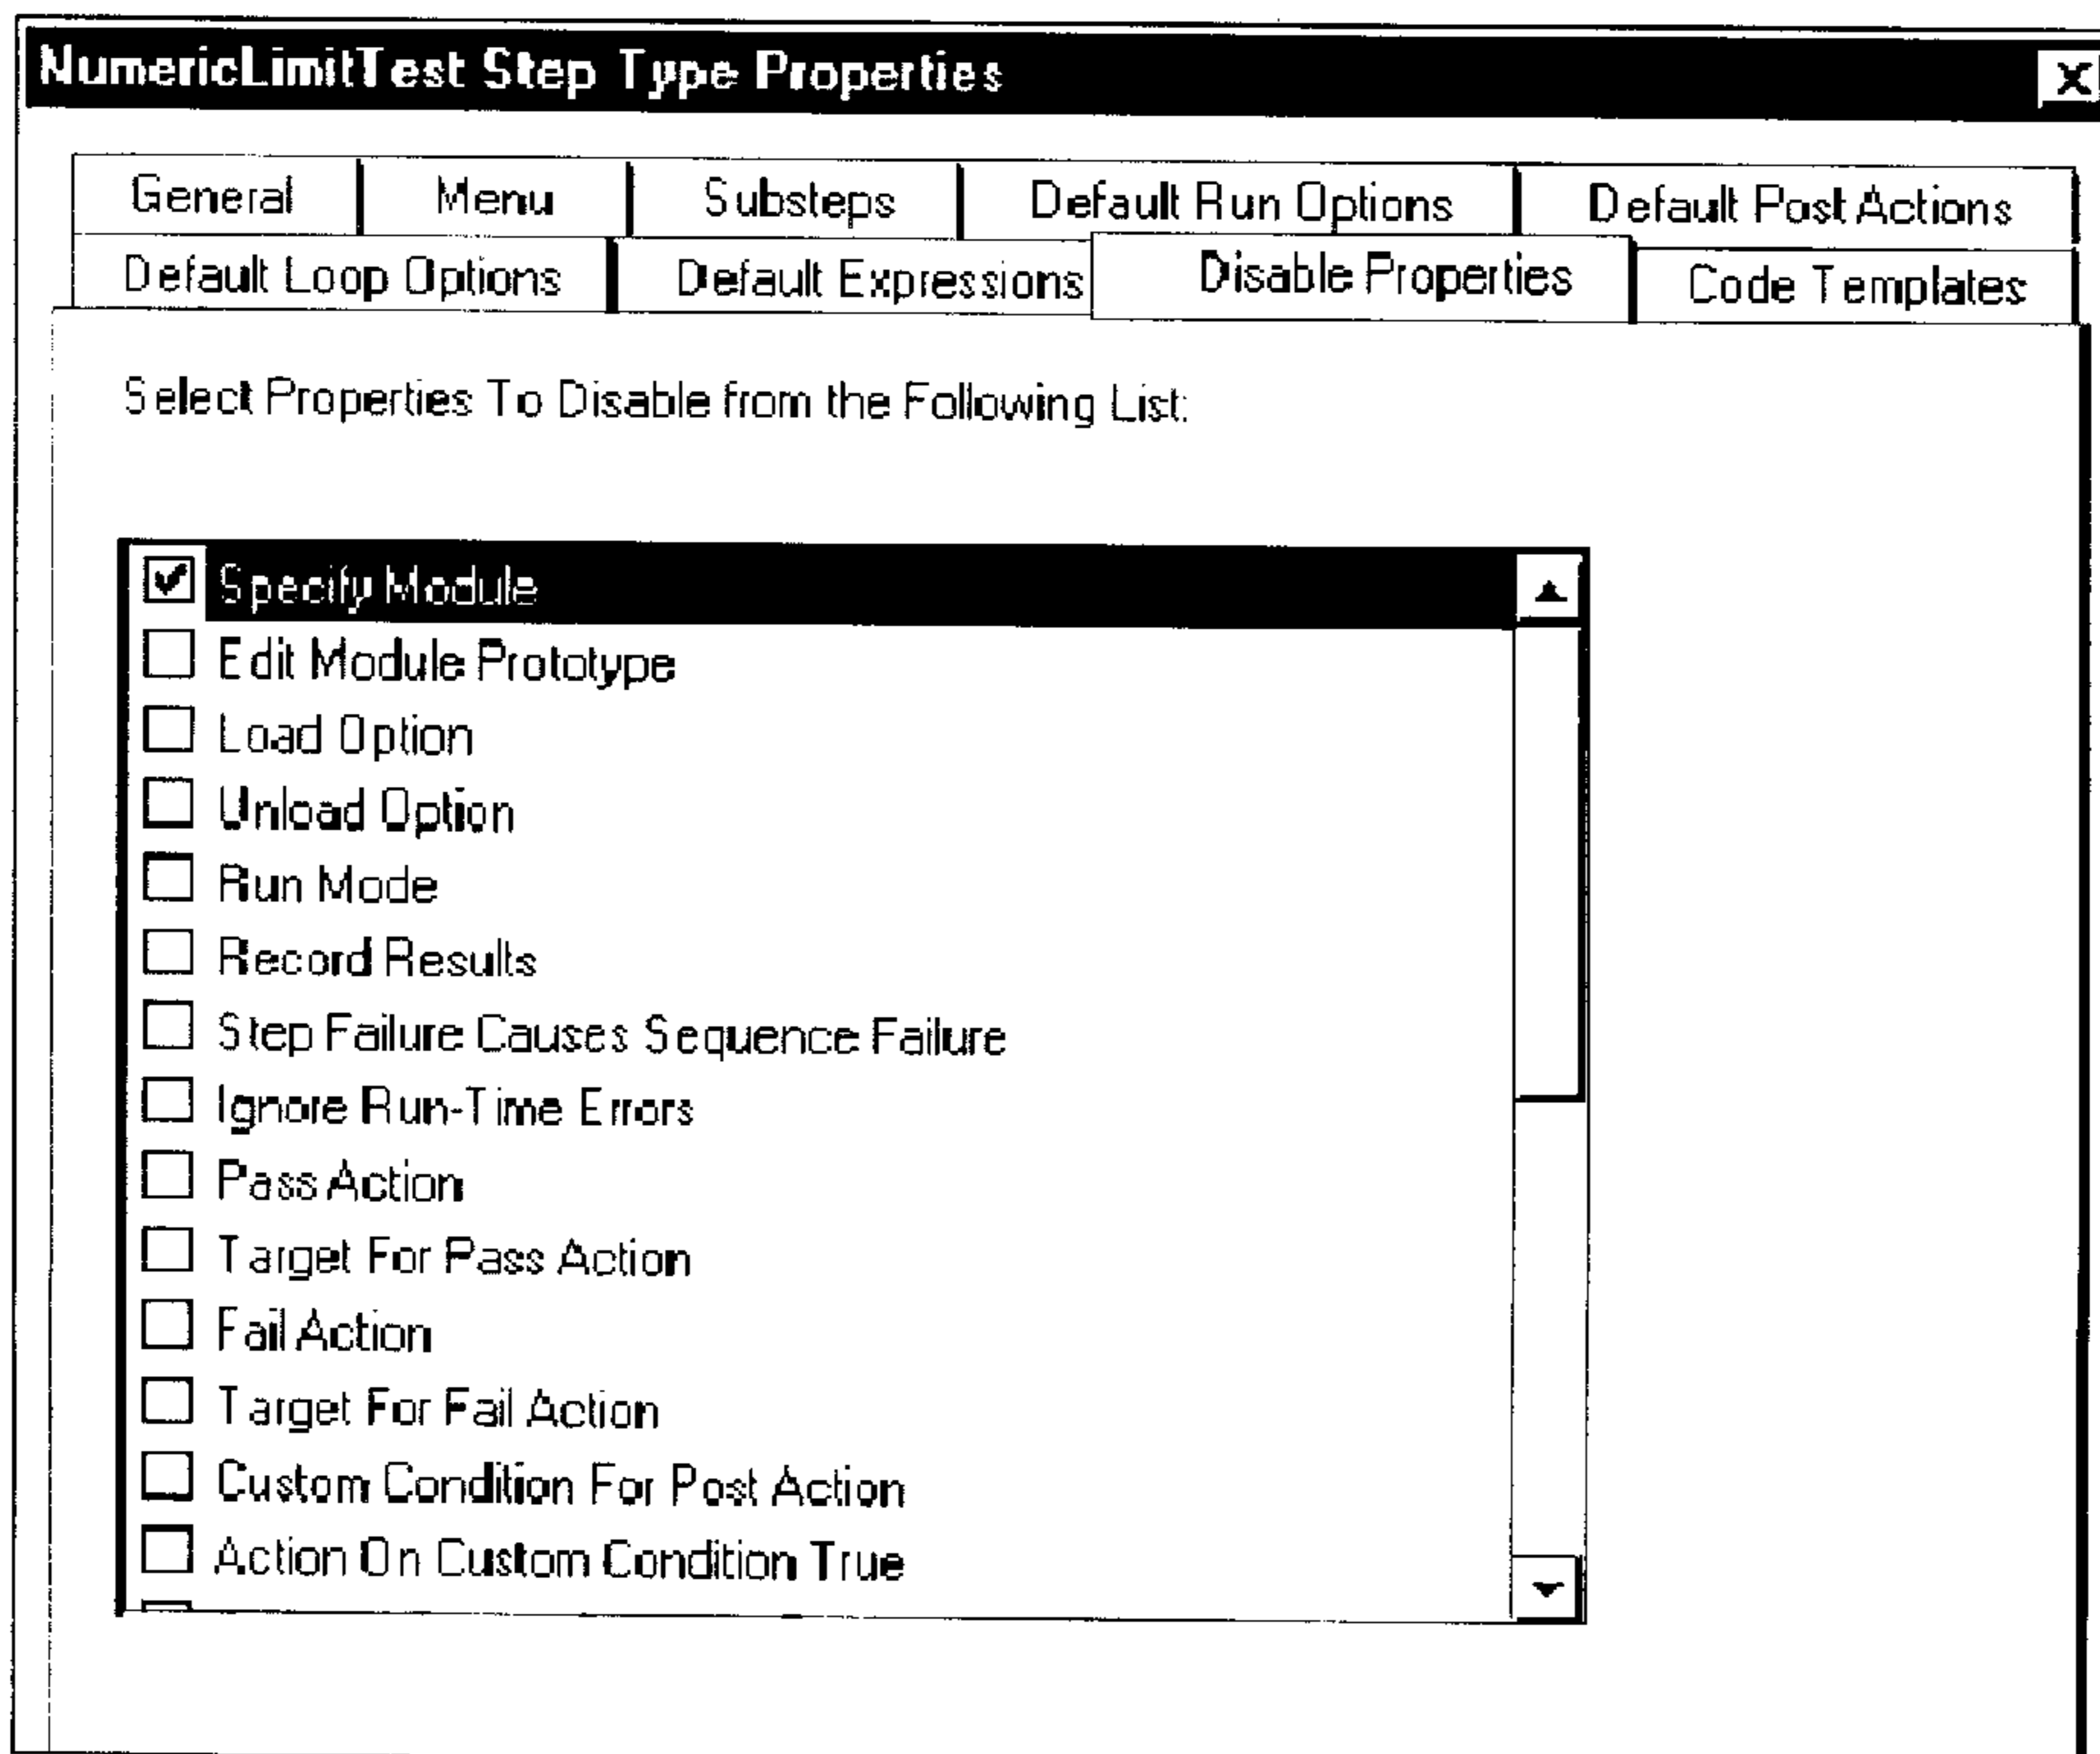 NumericLimitTest Step Type Properties
General Menu Substeps Default Run Options Default Post Actions
Default Loop Options Default Expressions Disable Properties Code Templates
Select Properties To Disable from the Following List:
Specify Module
Edit Module Prototype
Load Option
Unload Option
Run Mode
Record Results
Step Failure Causes Sequence Failure
Ignore Run-Time Errors
Pass Action
Target For Pass Action
Fail Action
Target For Fail Action
Custom Condition For Post Action
Action On Custom Condition True